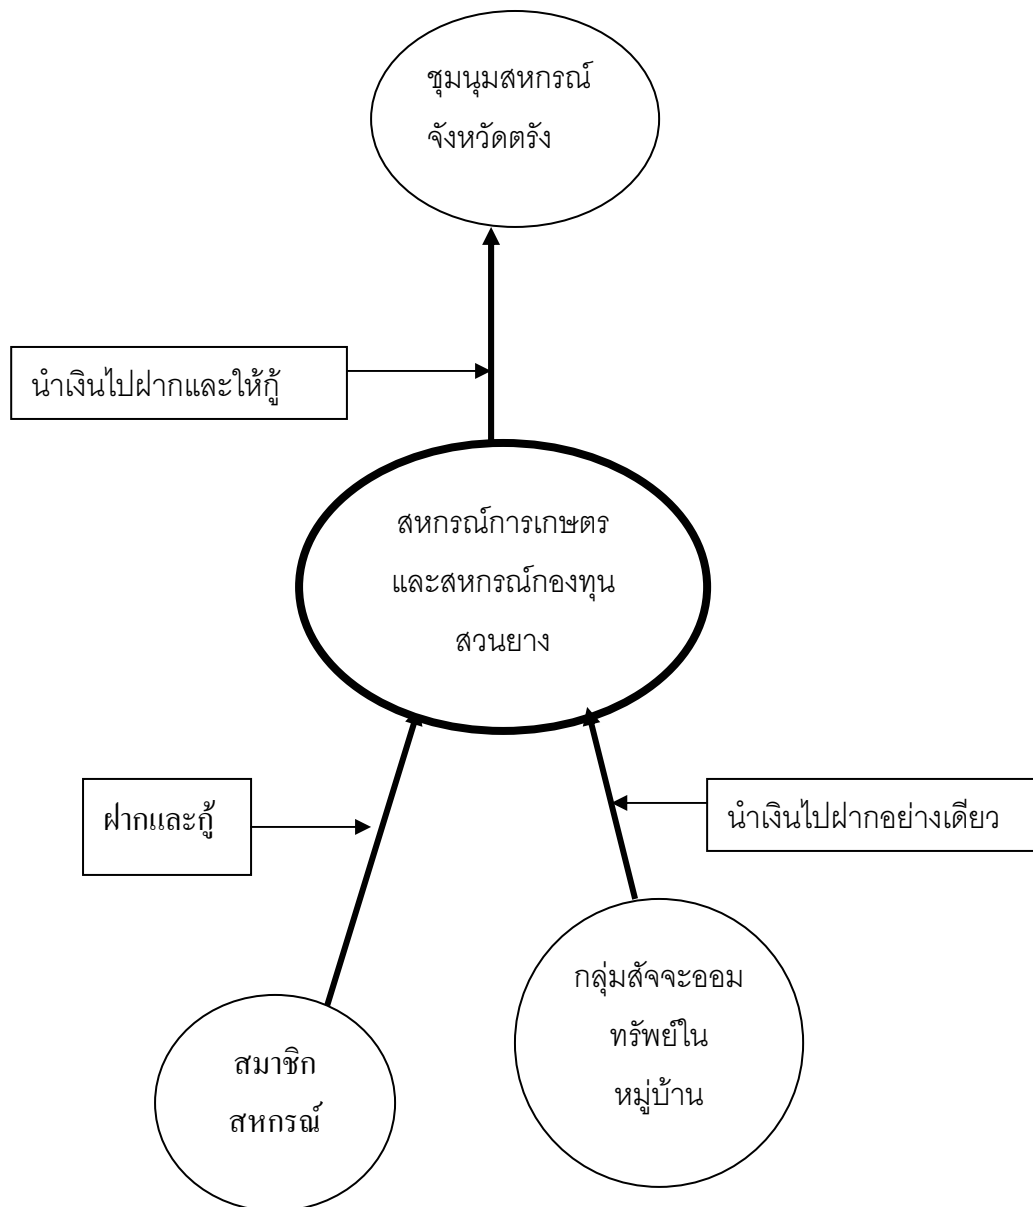 ชุมนุมสหกรณ์
จังหวัดตรัง
นำเงินไปฝากและให้กู้
สหกรณ์การเกษตร
และสหกรณ์กองทุน
สวนยาง
ฝากและกู้
นำเงินไปฝากอย่างเดียว
กลุ่มสัจจะออม
ทรัพย์ใน
หมู่บ้าน
สมาชิก
สหกรณ์